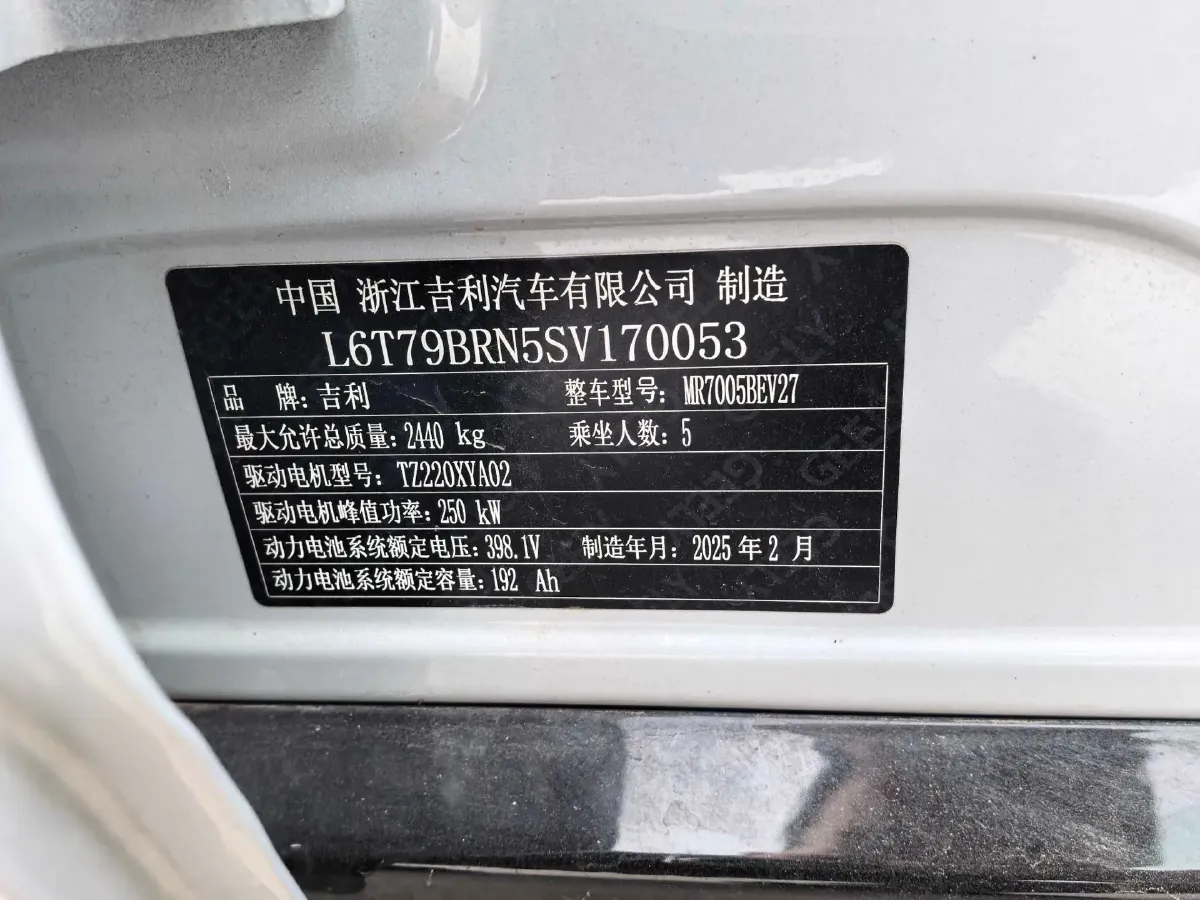 中国 浙江吉利汽车有限公司 制造
L6T79BRN5SV170053
品 牌: 吉利 整车型号: MR7005BEV27
最大允许总质量: 2440 kg 乘坐人数: 5
驱动电机型号: TZ220XYA02
驱动电机峰值功率: 250 kW
动力电池系统额定电压: 398.1V 制造年月: 2025 年 2 月
动力电池系统额定容量: 192 Ah